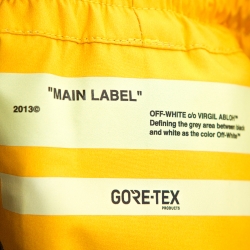 "MAIN LABEL"
2013©
OFF-WHITE c/o VIRGIL ABLOH™
Defining the grey area between black
and white as the color Off-White™
GORE-TEX
PRODUCTS